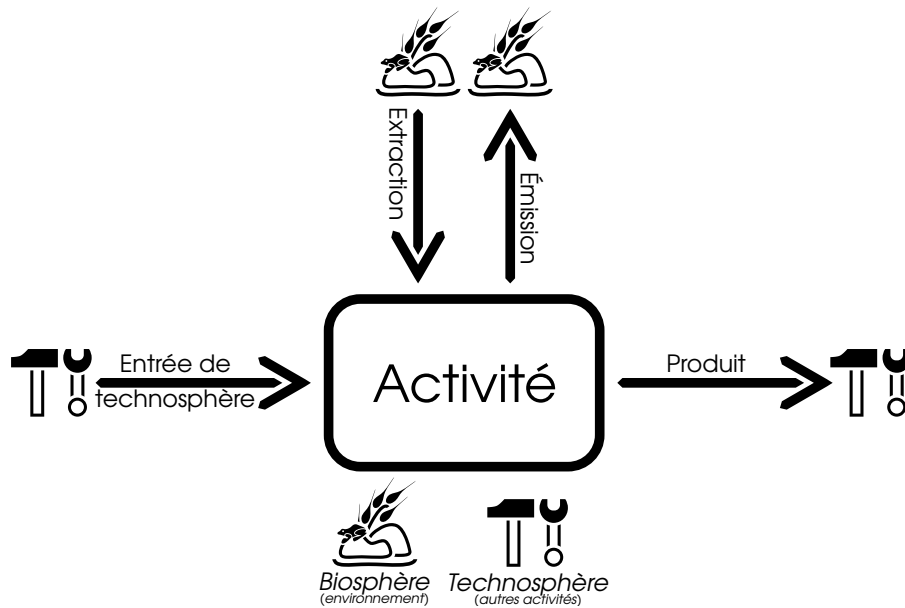 Extraction
Émission
Entrée de
technosphère
Activité
Produit
Biosphère
(environnement)
Technosphère
(autres activités)